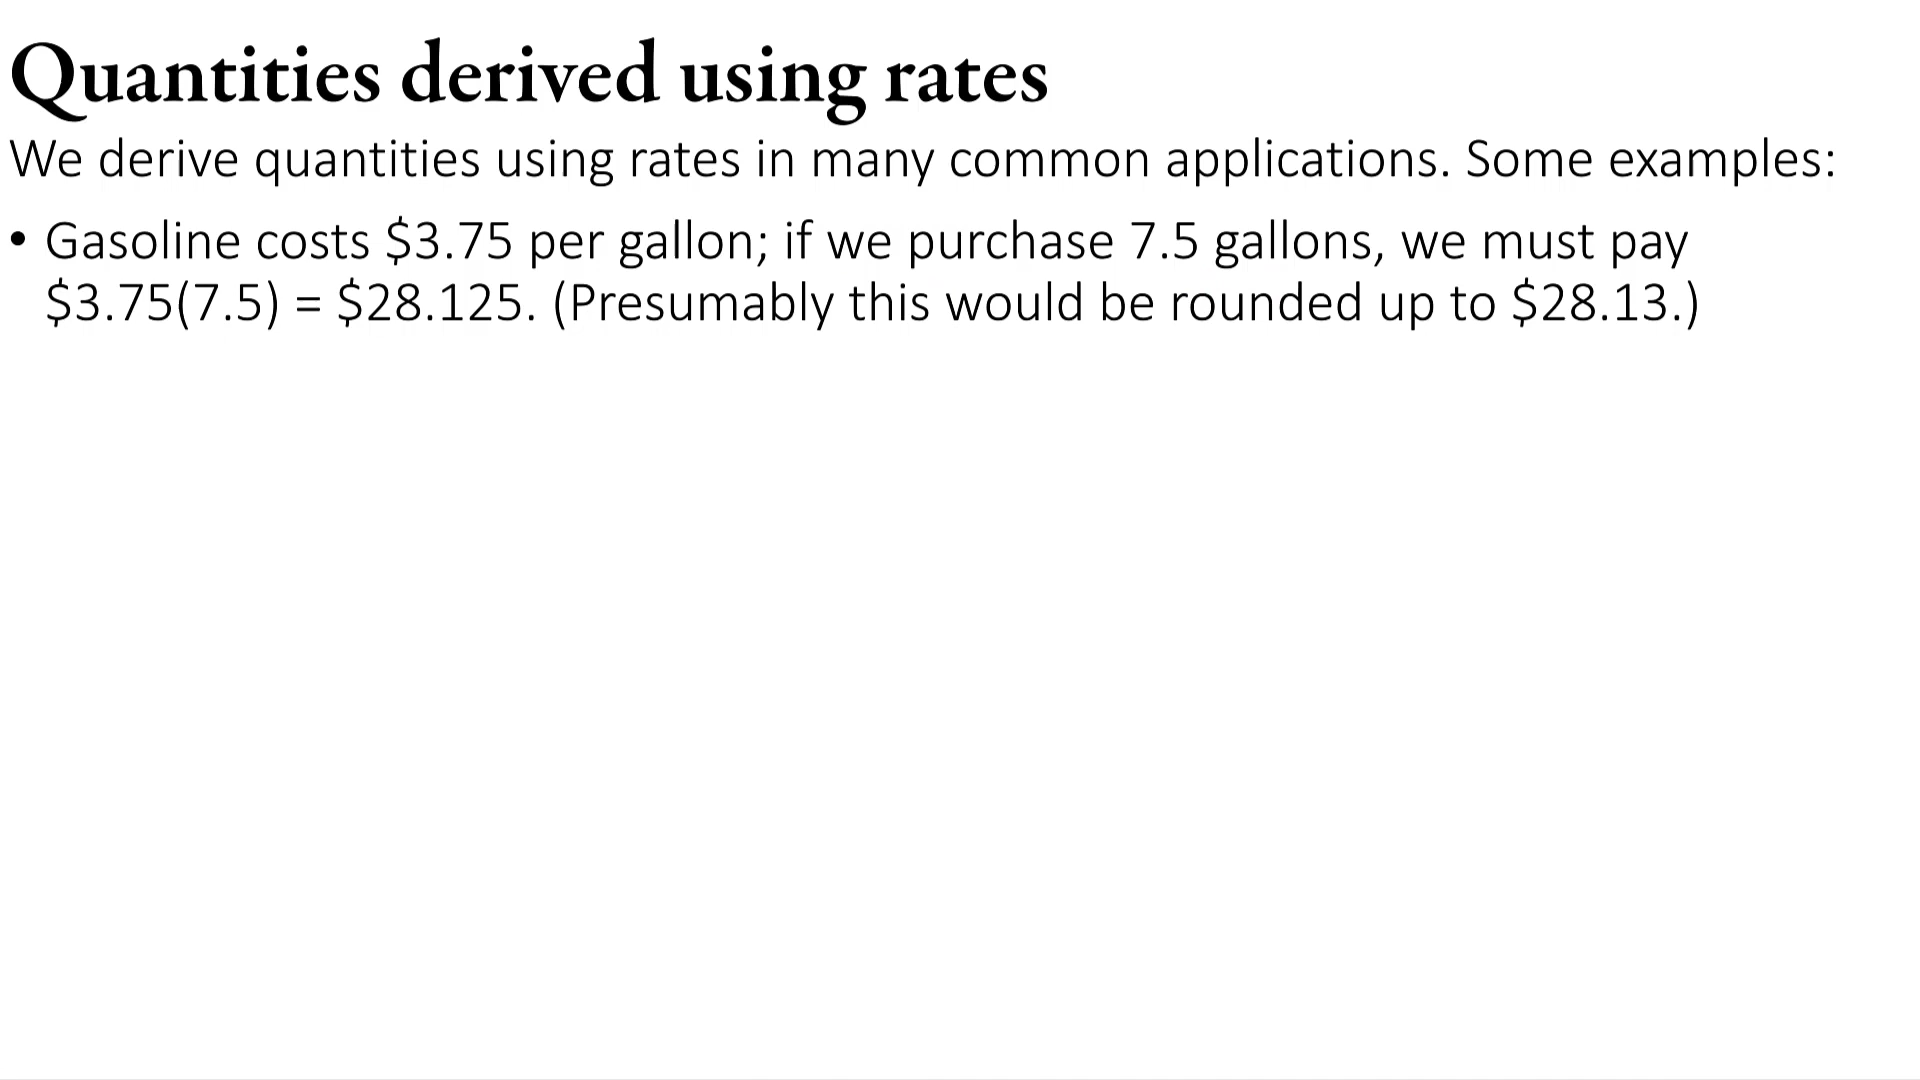 Quantities derived using rates
We derive quantities using rates in many common applications. Some examples:
• Gasoline costs $3.75 per gallon; if we purchase 7.5 gallons, we must pay
$3.75(7.5) = $28.125. (Presumably this would be rounded up to $28.13.)